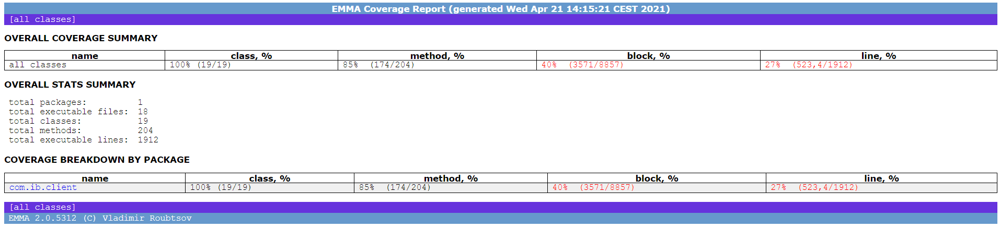 EMMA Coverage Report (generated Wed Apr 21 14:15:21 CEST 2021)
[all classes]
OVERALL COVERAGE SUMMARY
name class, % method, % block, % line, %
all classes 100% (19/19) 85% (174/204) 40% (3571/8857) 27% (523,4/1912)
OVERALL STATS SUMMARY
total packages: 1
total executable files: 18
total classes: 19
total methods: 204
total executable lines: 1912
COVERAGE BREAKDOWN BY PACKAGE
name class, % method, % block, % line, %
com.ib.client 100% (19/19) 85% (174/204) 40% (3571/8857) 27% (523,4/1912)
[all classes]
EMMA 2.0.5312 (C) Vladimir Roubtsov